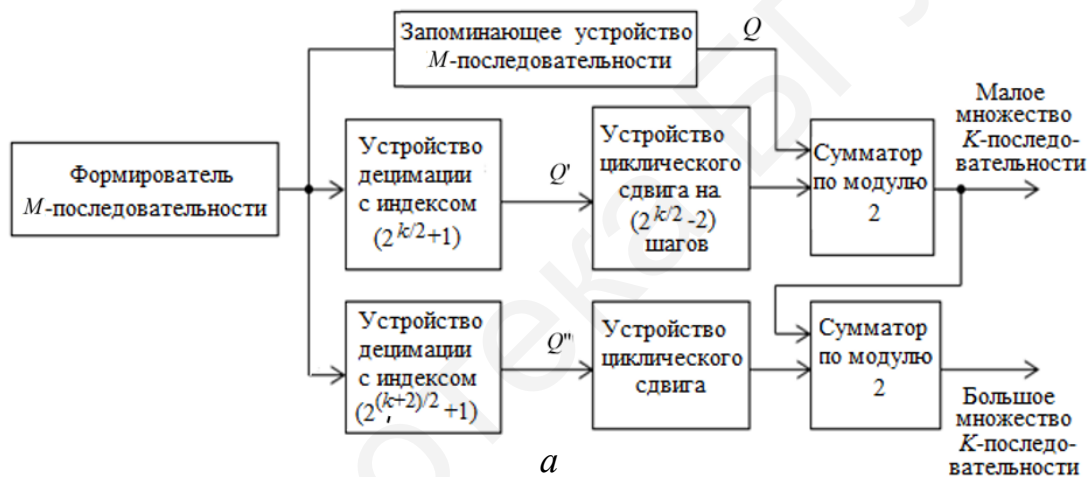 Запоминающее устройство
M-последовательности
Q
Формирователь
M-последовательности
Устройство
децимации
с индексом
(2^{k/2}+1)
Q'
Устройство
циклического
сдвига на
(2^{k/2}-2)
шагов
Сумматор
по модулю
2
Малое
множество
K-последо-
вательности
Устройство
децимации
с индексом
(2^{(k+2)/2}+1)
Q"
Устройство
циклического
сдвига
Сумматор
по модулю
2
Большое
множество
K-последо-
вательности
а